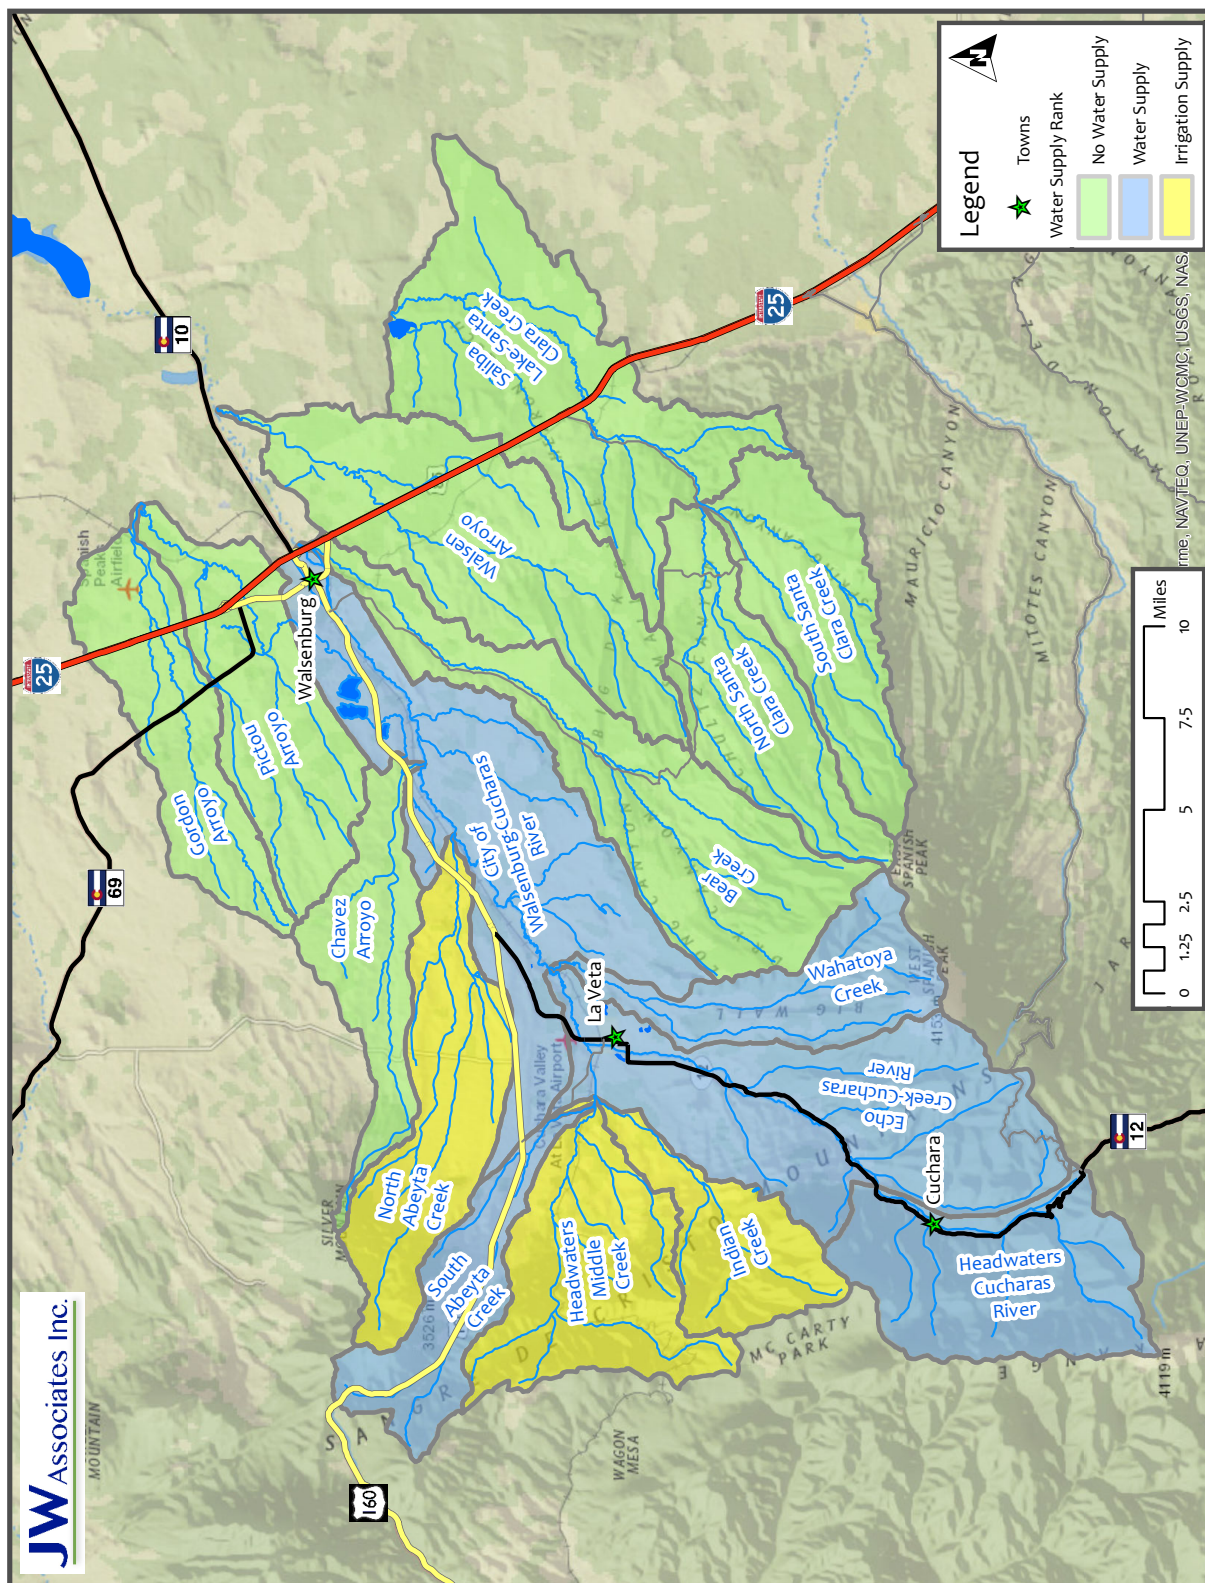 JW Associates Inc.
MOUNTAIN
160
WAGON
MESA
SILVER
3526 m
South
Abeyta
Creek
North
Abeyta
Creek
Headwaters
Middle
Creek
Indian
Creek
MC CARTY
PARK
Headwaters
Cucharas
River
4119 m
Cuchara
12
Echo
Creek-Cucharas
River
La Veta
Cuchara Valley
Airport
Wahatoya
Creek
BIG WALL
WEST
SPANISH
PEAK
SPANISH
PEAK
Bear
Creek
City of
Walsenburg-Cucharas
River
Chavez
Arroyo
69
Gordon
Arroyo
Pictou
Arroyo
Walsenburg
25
Spanish
Peaks
Airfield
10
Walsen
Arroyo
Saliba
Lake-Santa
Clara Creek
North Santa
Clara Creek
South Santa
Clara Creek
25
MAURICIO CANYON
MITOTES CANYON
Legend
N
Towns
Water Supply Rank
No Water Supply
Water Supply
Irrigation Supply
0 1.25 2.5 5 7.5 10
Miles
rme, NAVTEQ, UNEP-WCMC, USGS, NASA